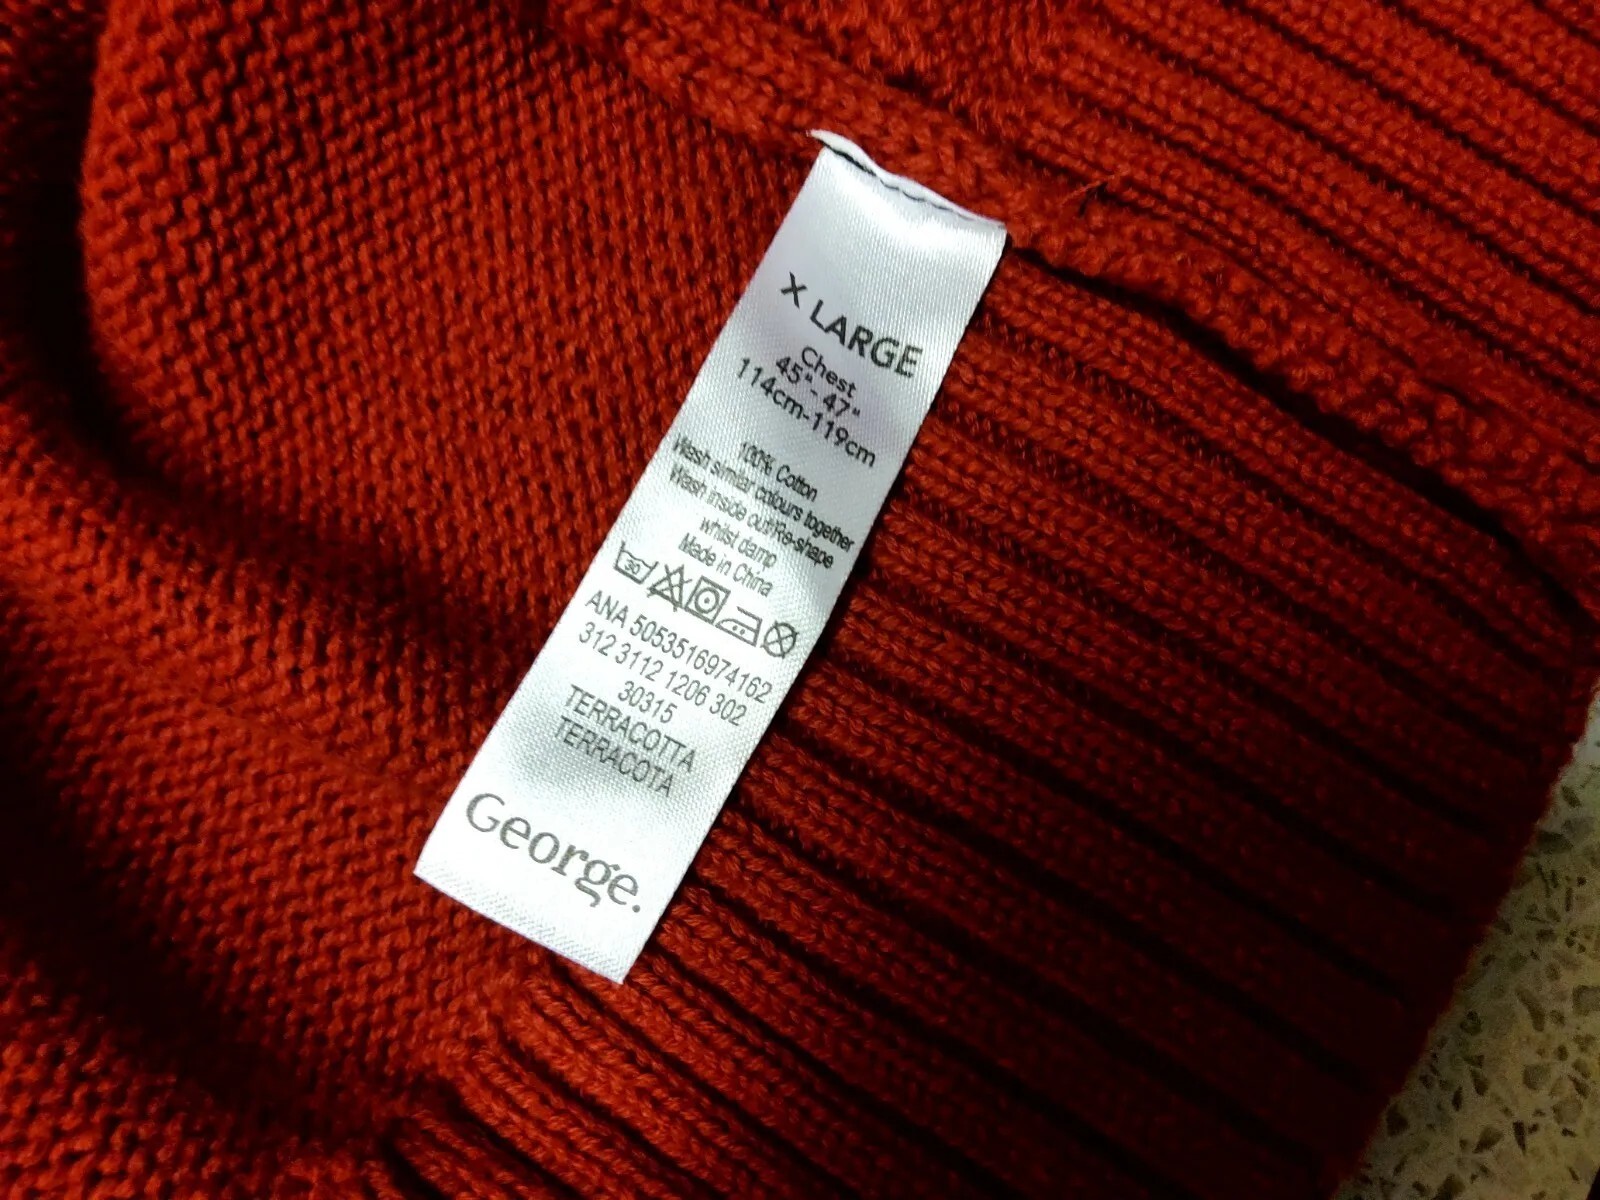 X LARGE
Chest
45"- 47"
114cm-119cm
100% Cotton
Wash similar colours together
Wash inside out/Re-shape
whilst damp
Made in China
30
ANA 5053516974162
312 3112 1206 302
30315
TERRACOTTA
TERRACOTA
George.